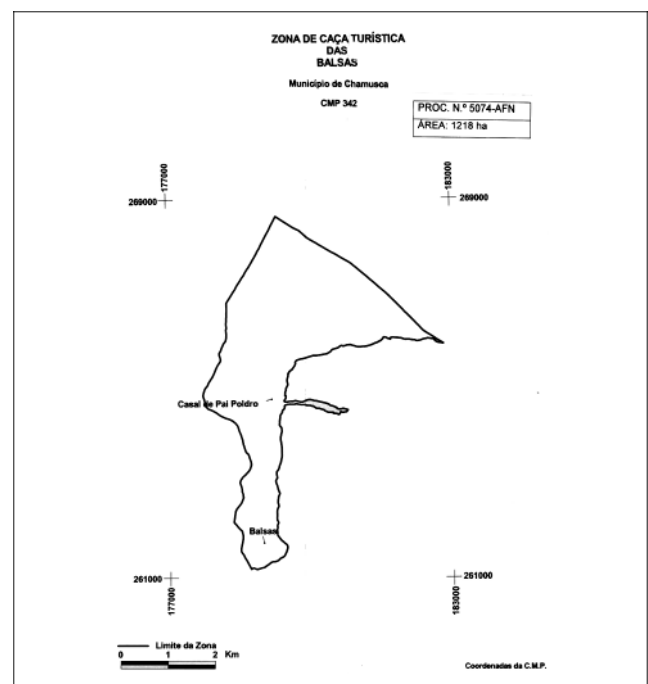 ZONA DE CAÇA TURÍSTICA
DAS
BALSAS
Município de Chamusca
CMP 342
PROC. N.º 5074-AFN
ÁREA: 1218 ha
177000
183000
269000
269000
Casal de Pai Poldro
Balsas
261000
261000
177000
183000
Limite da Zona
0 1 2 Km
Coordenadas da C.M.P.